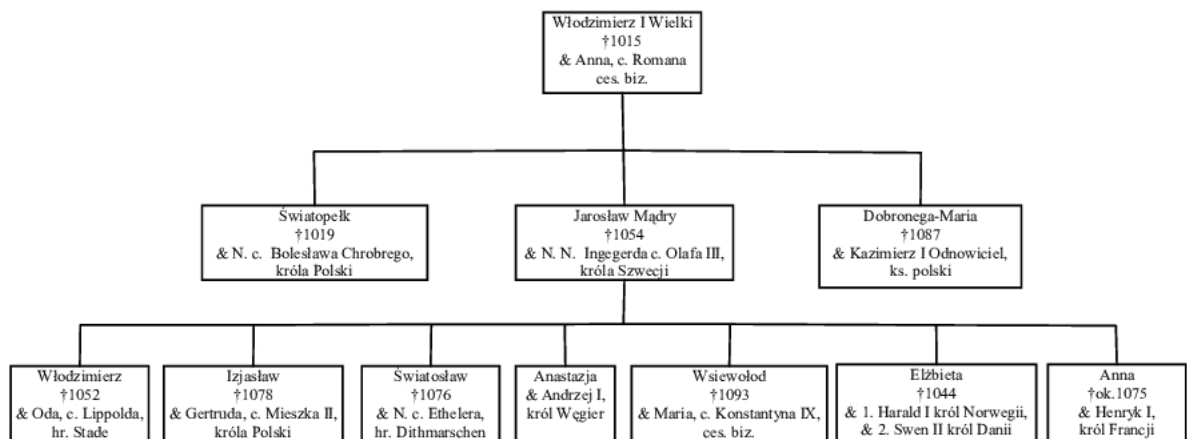 Włodzimierz I Wielki
†1015
& Anna, c. Romana
ces. biz.
Światopełk
†1019
& N. c. Bolesława Chrobrego,
króla Polski
Jarosław Mądry
†1054
& N. N. Ingegerda c. Olafa III,
króla Szwecji
Dobronega-Maria
†1087
& Kazimierz I Odnowiciel,
ks. polski
Włodzimierz
†1052
& Oda, c. Lippolda,
hr. Stade
Izjasław
†1078
& Gertruda, c. Mieszka II,
króla Polski
Światosław
†1076
& N. c. Ethelera,
hr. Dithmarschen
Anastazja
& Andrzej I,
król Węgier
Wsiewołod
†1093
& Maria, c. Konstantyna IX,
ces. biz.
Elżbieta
†1044
& 1. Harald I król Norwegii,
& 2. Swen II król Danii
Anna
†ok.1075
& Henryk I,
król Francji